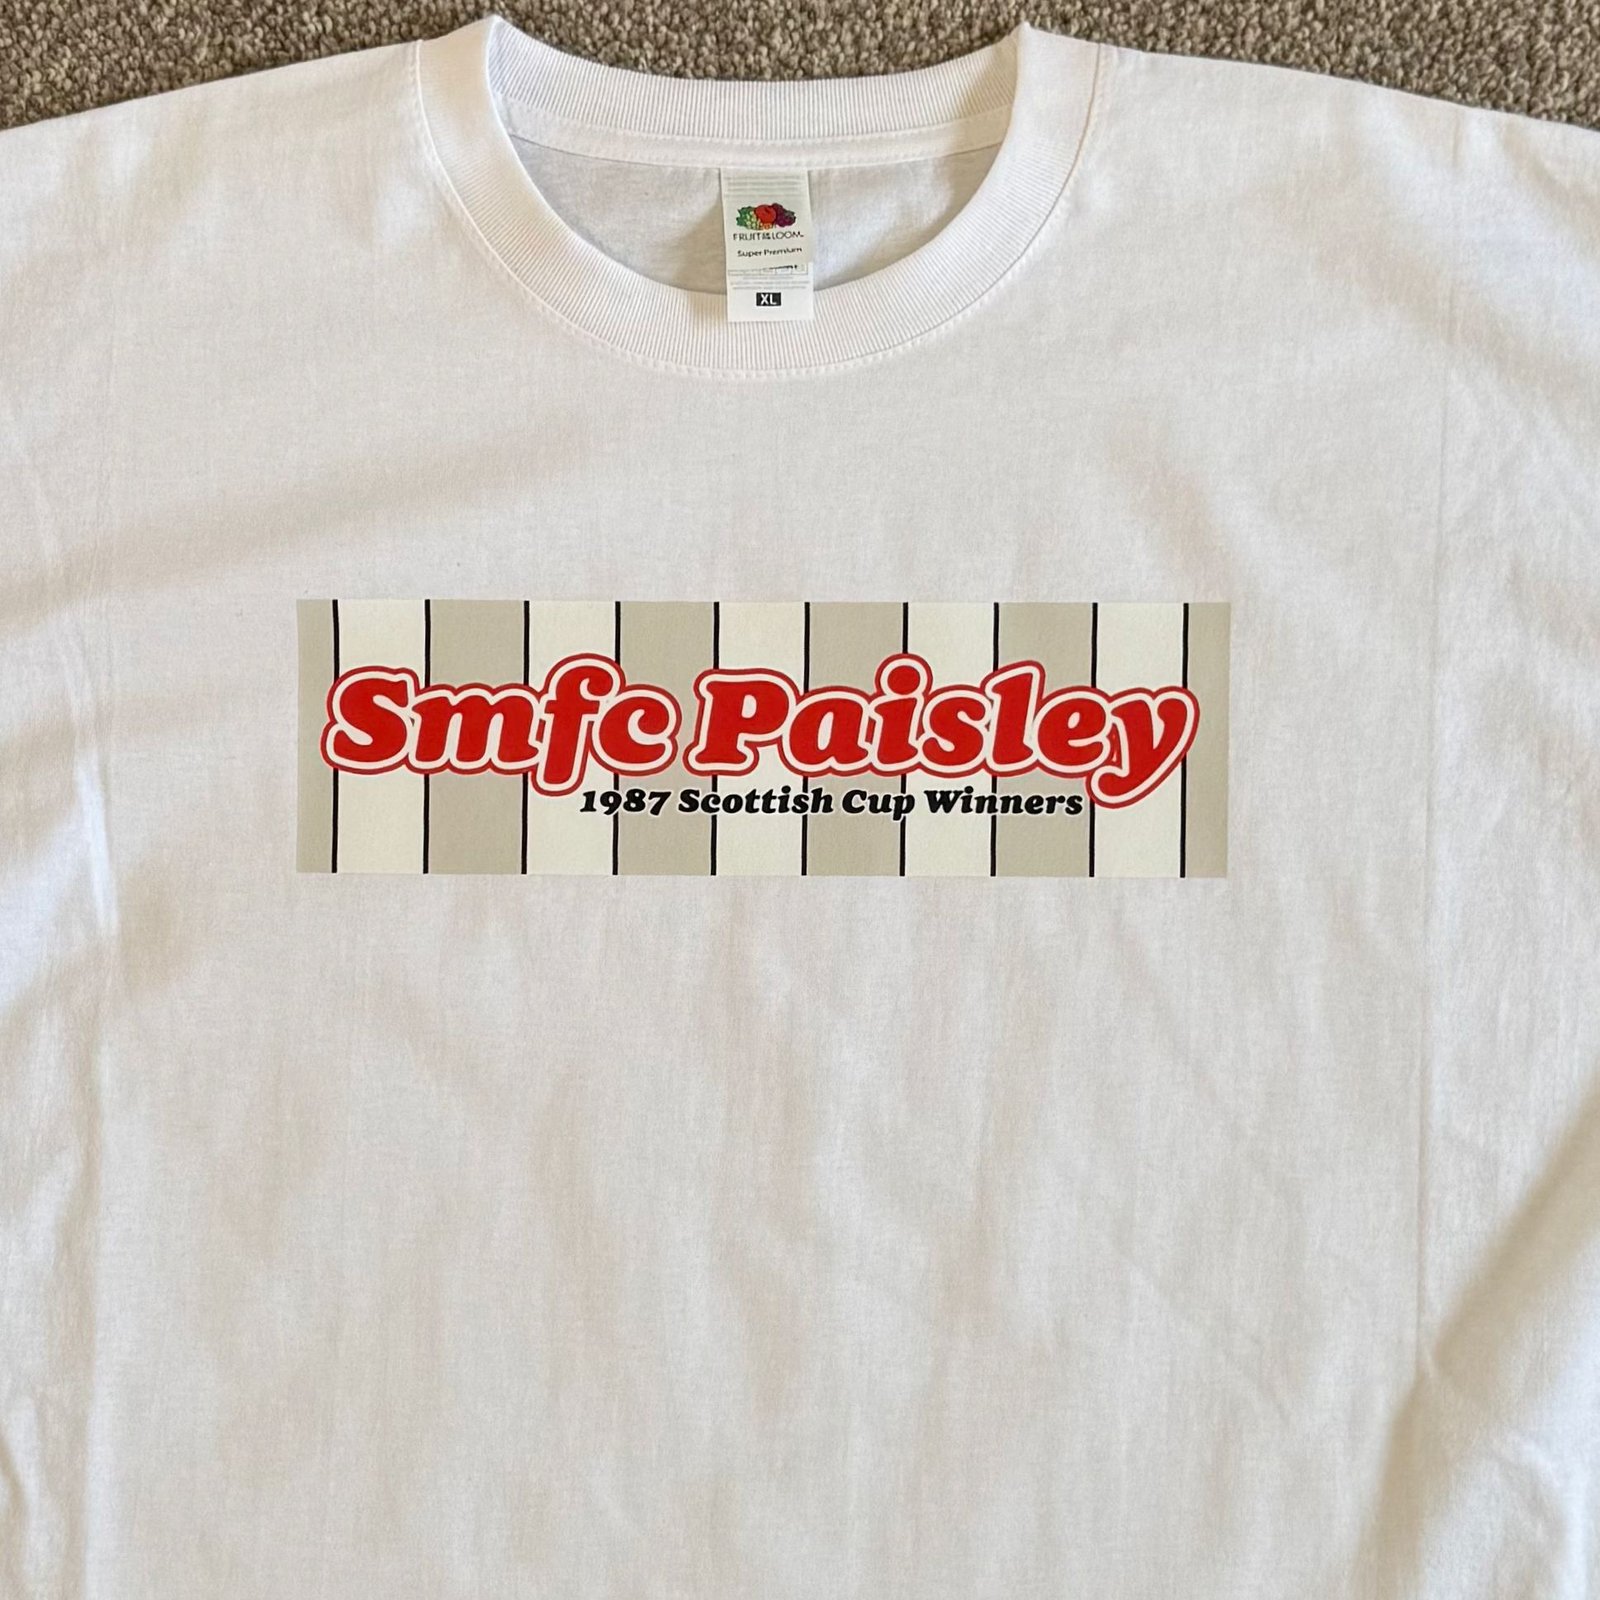 FRUIT OF THE LOOM
Super Premium
XL
Smfc Paisley
1987 Scottish Cup Winners